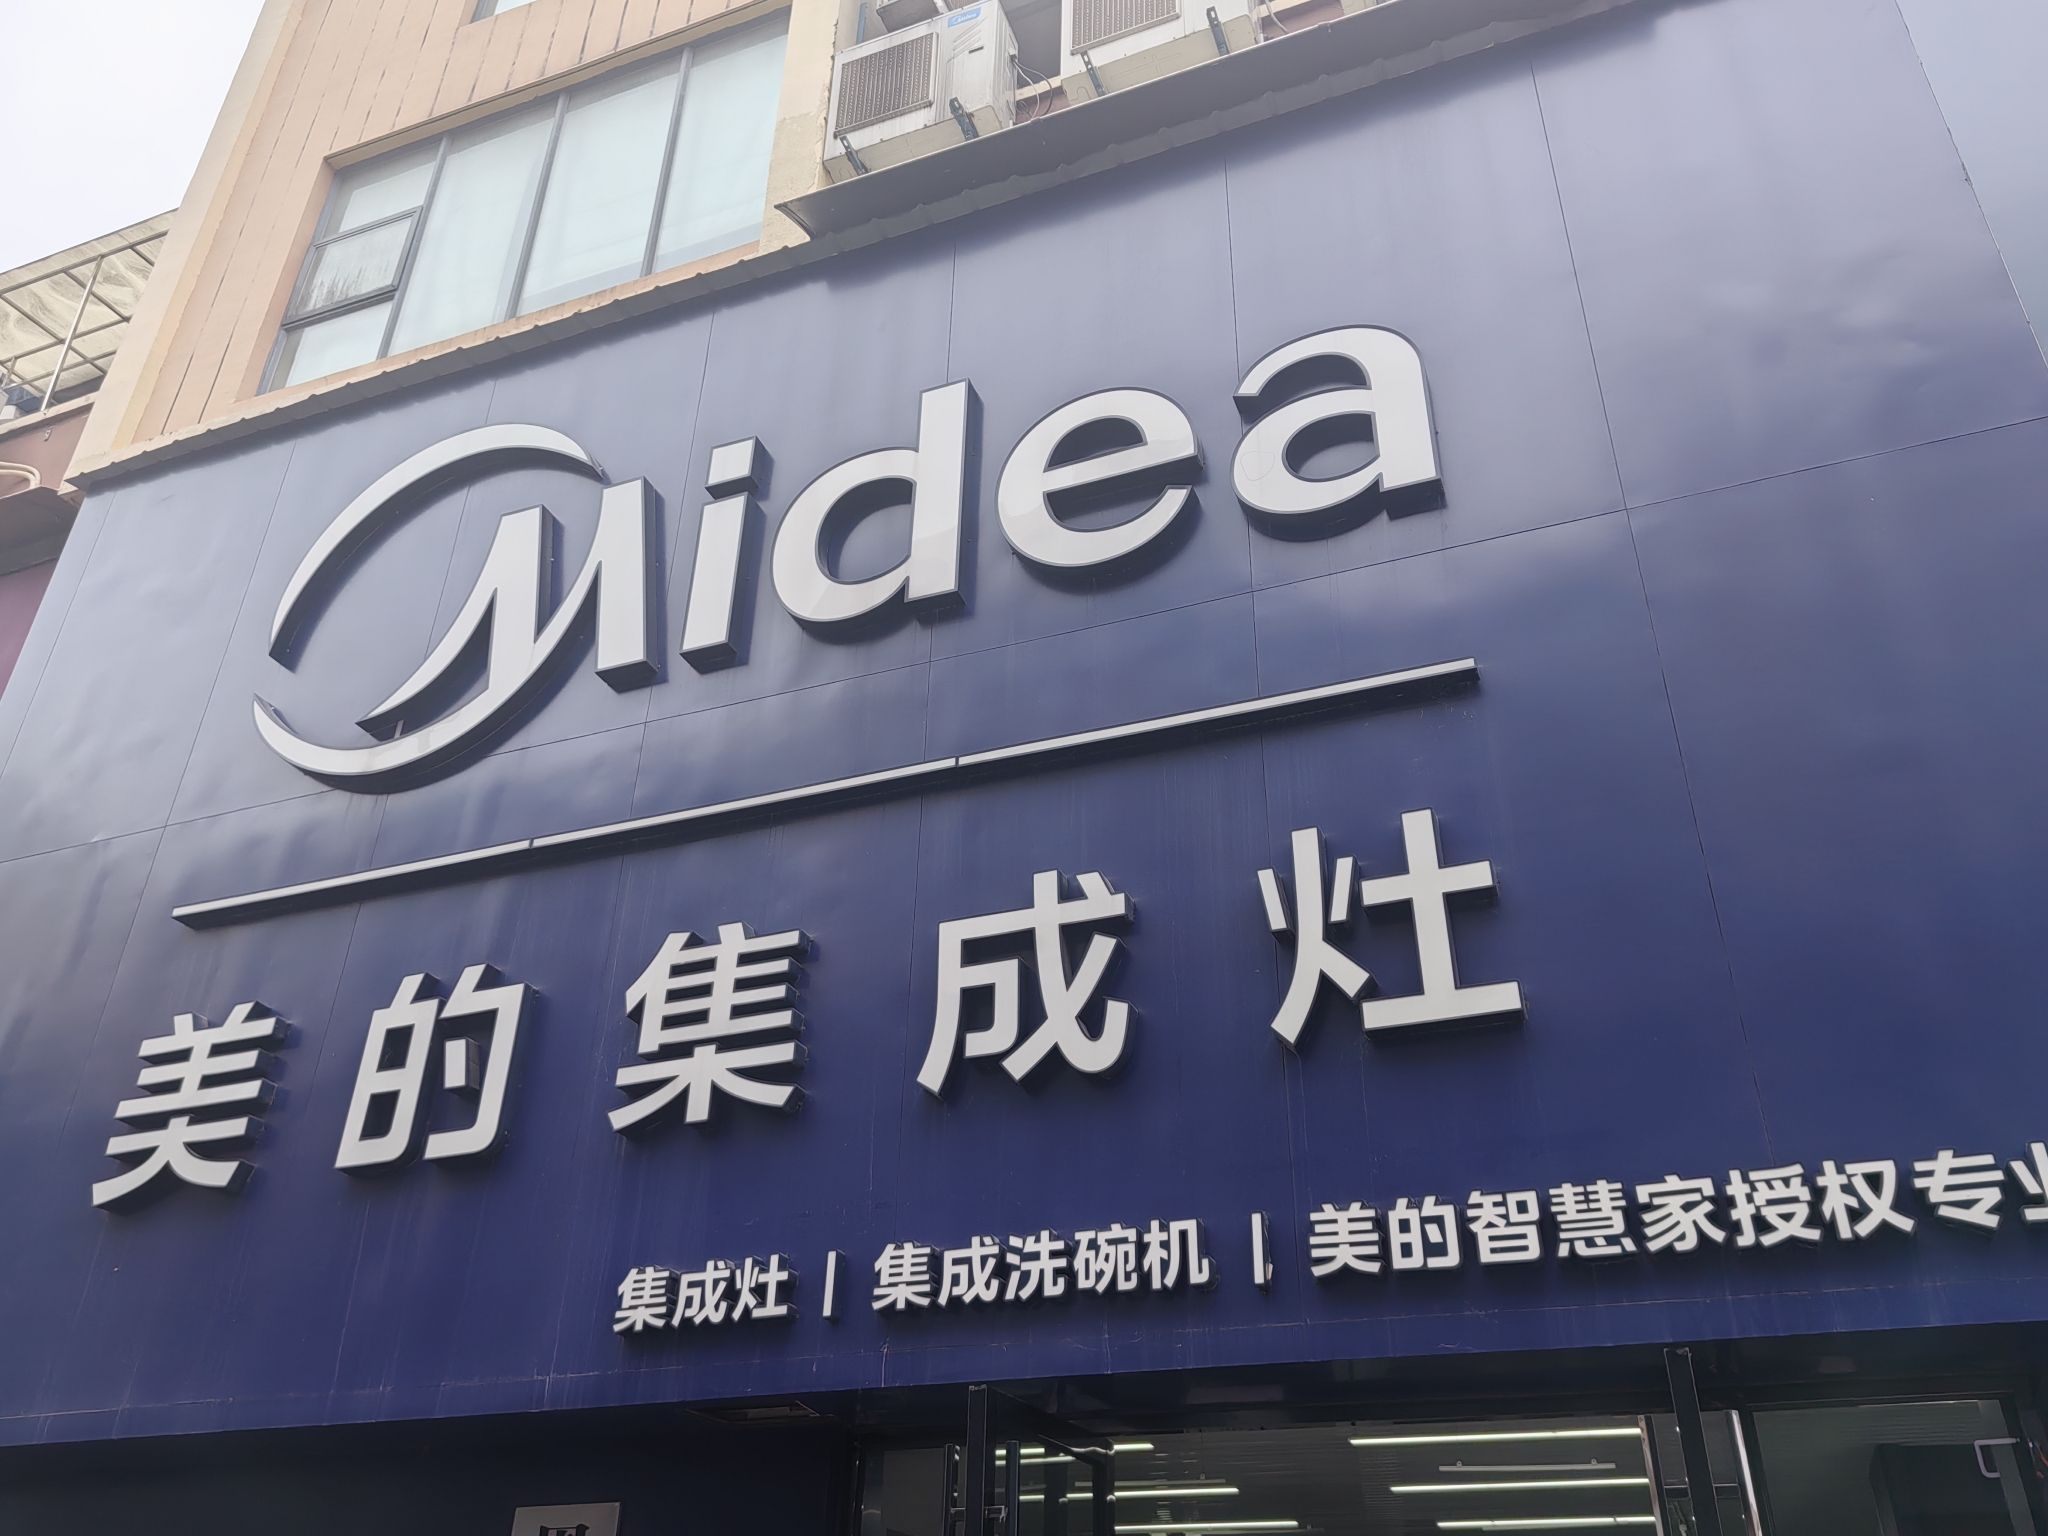 Midea
美的集成灶
集成灶 | 集成洗碗机 | 美的智慧家授权专业